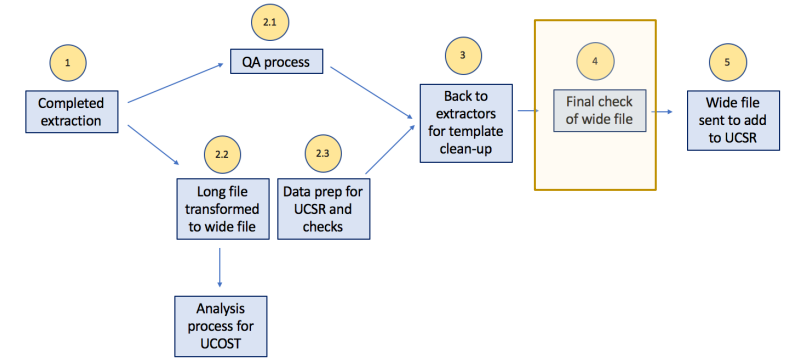 1
Completed
extraction
2.1
QA process
2.2
Long file
transformed
to wide file
2.3
Data prep for
UCSR and
checks
Analysis
process for
UCOST
3
Back to
extractors
for template
clean-up
4
Final check
of wide file
5
Wide file
sent to add
to UCSR